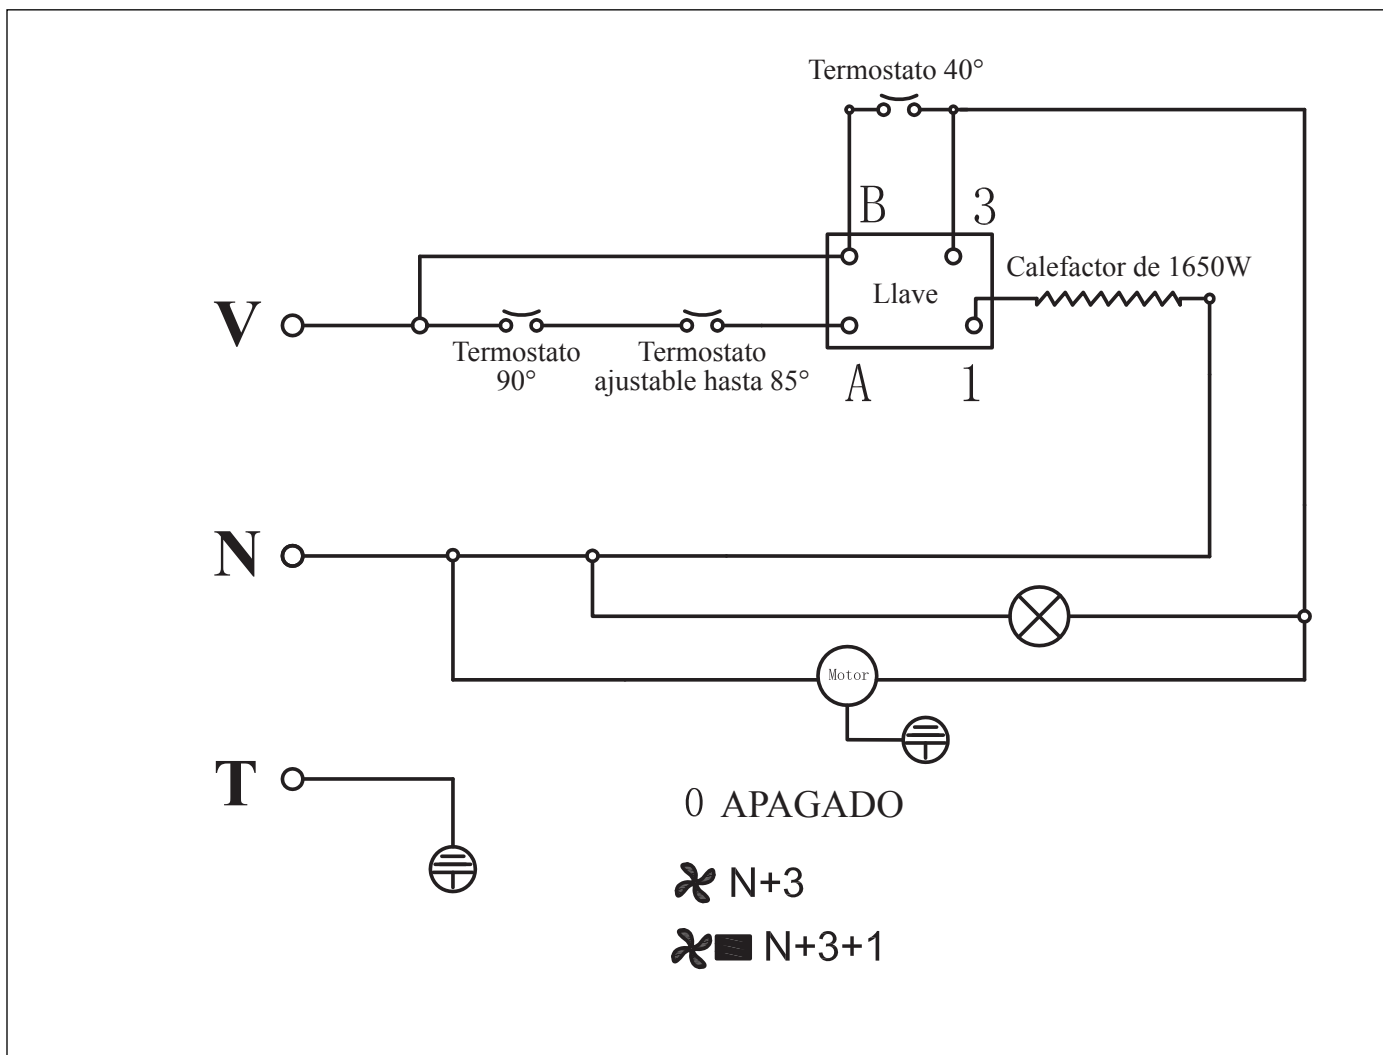 Termostato 40°
B
3
Calefactor de 1650W
Llave
V
Termostato
90°
Termostato
ajustable hasta 85°
A
1
N
Motor
T
0 APAGADO
N+3
N+3+1